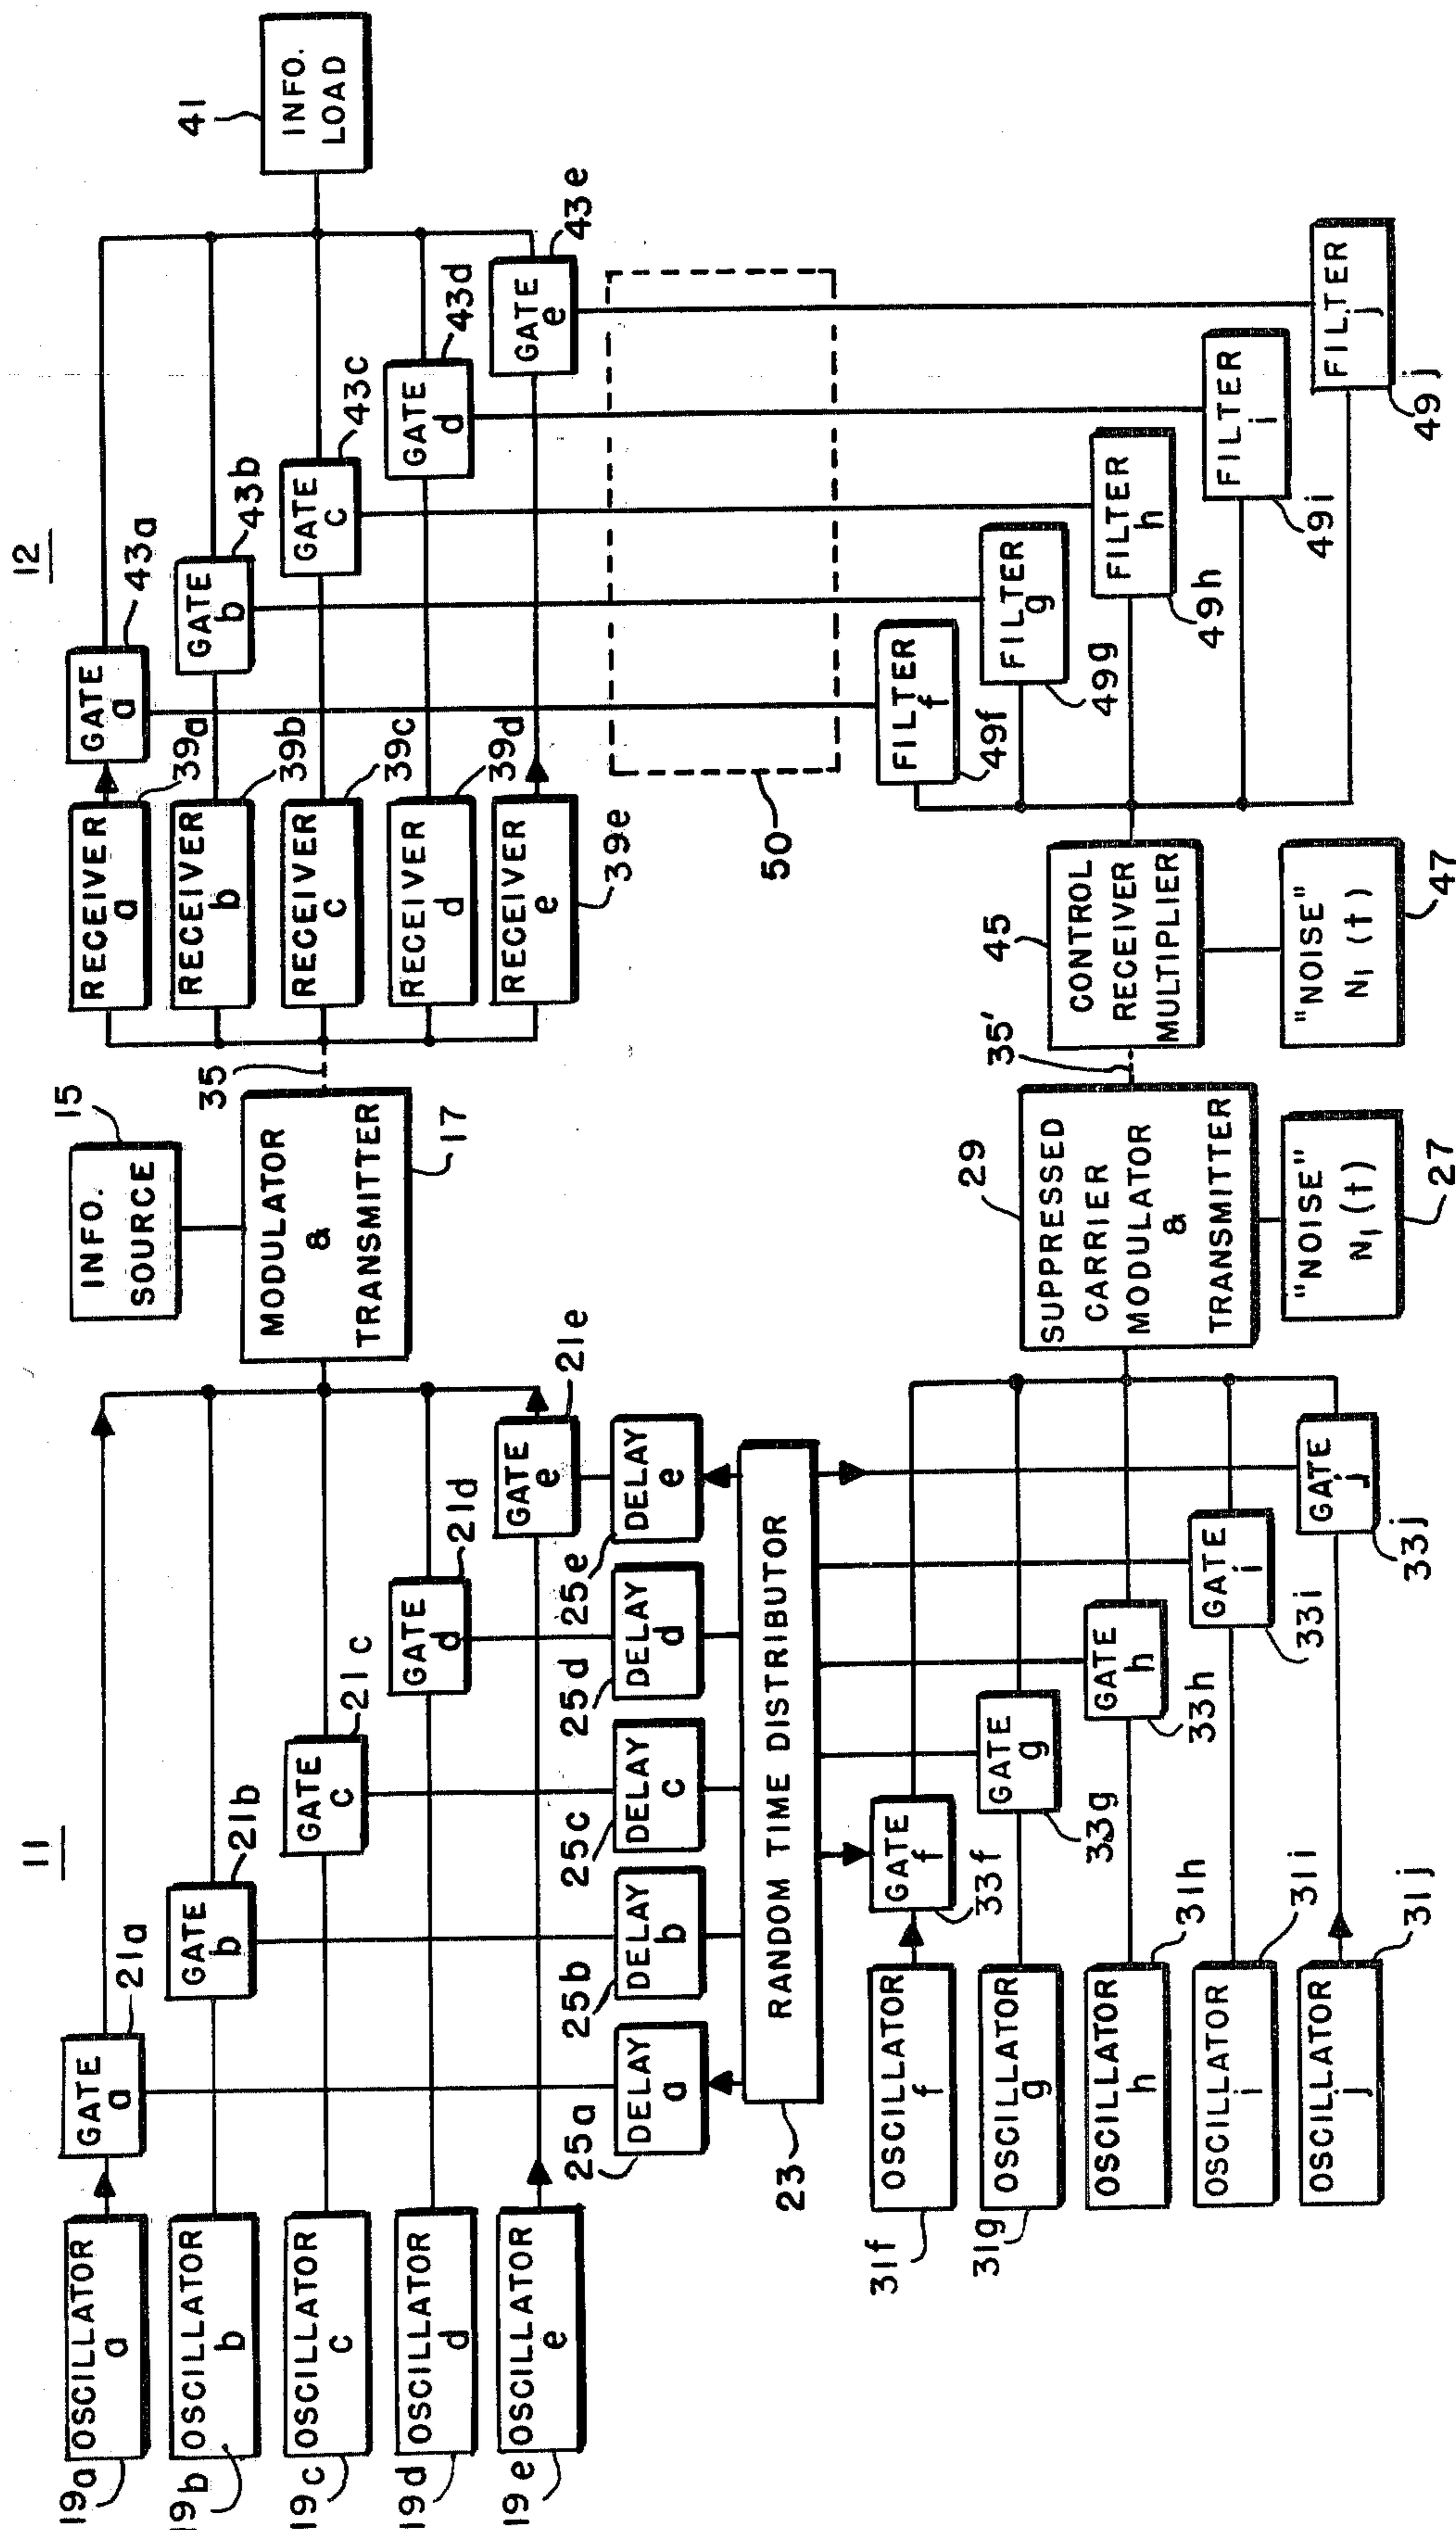 11
12
19a
OSCILLATOR
a
19b
OSCILLATOR
b
19c
OSCILLATOR
c
19d
OSCILLATOR
d
19e
OSCILLATOR
e
GATE
a
21a
GATE
b
21b
GATE
c
21c
GATE
d
21d
GATE
e
21e
25a
DELAY
a
25b
DELAY
b
25c
DELAY
c
25d
DELAY
d
25e
DELAY
e
23
RANDOM TIME DISTRIBUTOR
31f
OSCILLATOR
f
31g
OSCILLATOR
g
OSCILLATOR
h
31h
OSCILLATOR
i
31i
OSCILLATOR
j
31j
GATE
f
33f
GATE
g
33g
GATE
h
33h
GATE
i
33i
GATE
j
33j
INFO.
SOURCE
15
MODULATOR
&
TRANSMITTER
17
35
29
SUPPRESSED
CARRIER
MODULATOR
&
TRANSMITTER
"NOISE"
N1 (t)
27
35'
RECEIVER
a
39a
RECEIVER
b
39b
RECEIVER
c
39c
RECEIVER
d
39d
RECEIVER
e
39e
GATE
a
43a
GATE
b
43b
GATE
c
43c
GATE
d
43d
GATE
e
43e
41
INFO.
LOAD
50
45
CONTROL
RECEIVER
MULTIPLIER
"NOISE"
N1 (t)
47
FILTER
f
49f
FILTER
g
49g
FILTER
h
49h
FILTER
i
49i
FILTER
j
49j